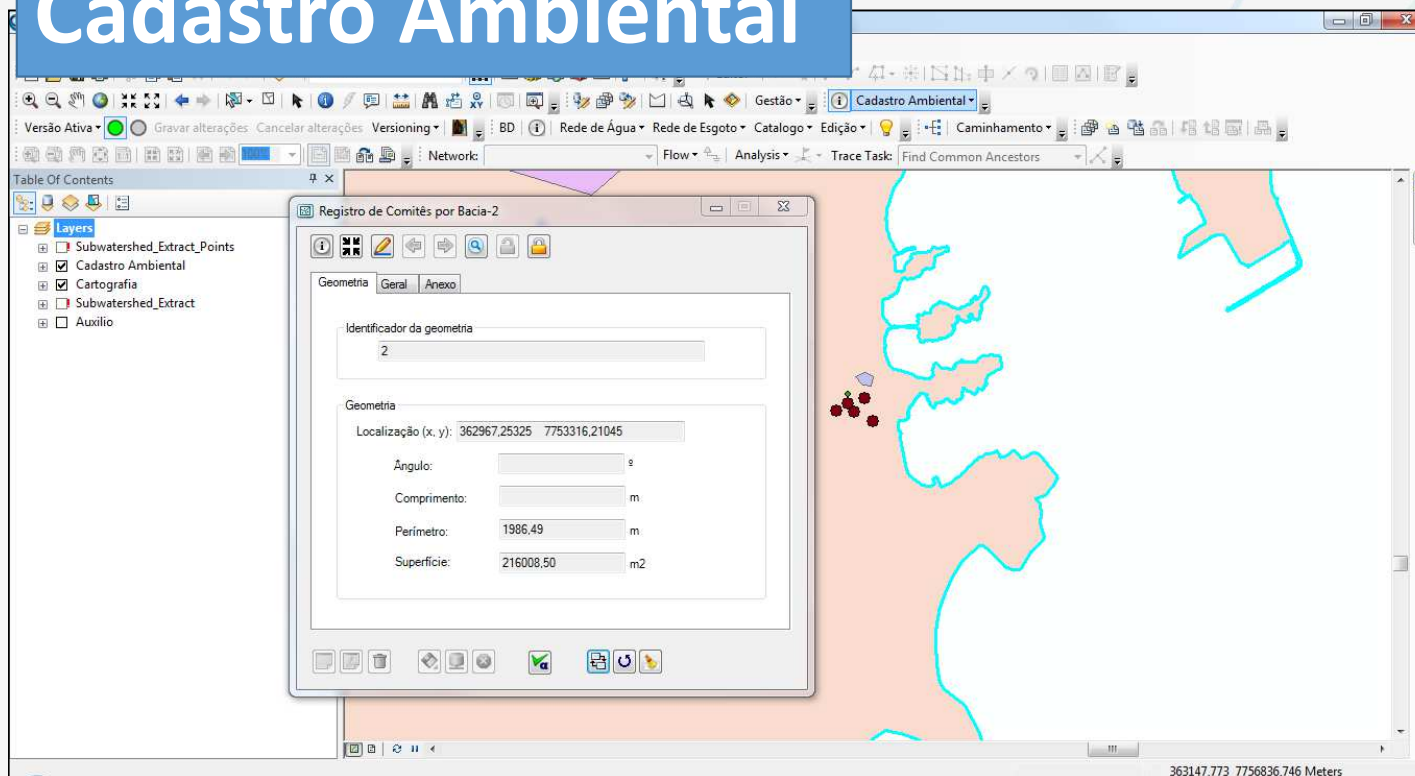 Cadastro Ambiental
Gestão
Cadastro Ambiental
Versão Ativa Gravar alterações Cancelar alterações Versioning BD Rede de Água Rede de Esgoto Catalogo Edição Caminhamento
100%
Network: Flow Analysis Trace Task: Find Common Ancestors
Table Of Contents
Layers
Subwatershed_Extract_Points
Cadastro Ambiental
Cartografia
Subwatershed_Extract
Auxilio
Registro de Comitês por Bacia-2
Geometria Geral Anexo
Identificador da geometria
2
Geometria
Localização (x, y): 362967,25325 7753316,21045
Ângulo: º
Comprimento: m
Perímetro: 1986,49 m
Superfície: 216008,50 m2
363147,773 7756836,746 Meters